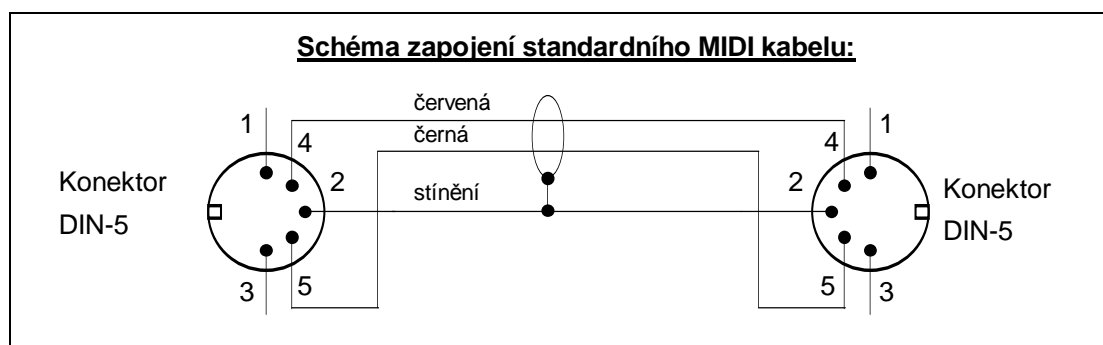 Schéma zapojení standardního MIDI kabelu:
červená
1
4
černá
4
1
Konektor
DIN-5
2
stínění
2
Konektor
DIN-5
3
5
5
3